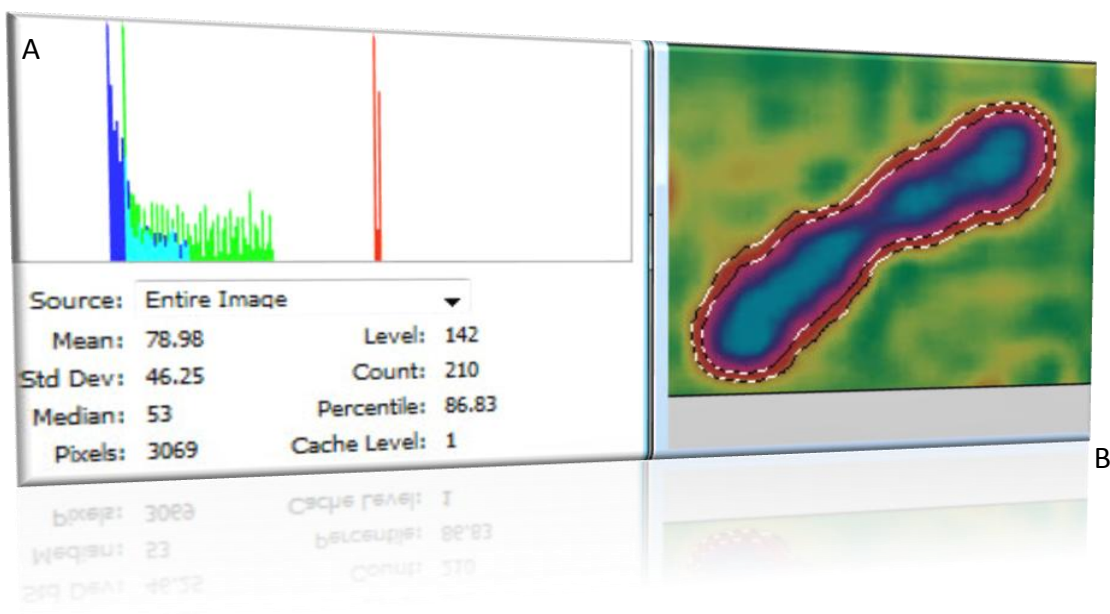 A
Source: Entire Image
Mean: 78.98 Level: 142
Std Dev: 46.25 Count: 210
Median: 53 Percentile: 86.83
Pixels: 3069 Cache Level: 1
B